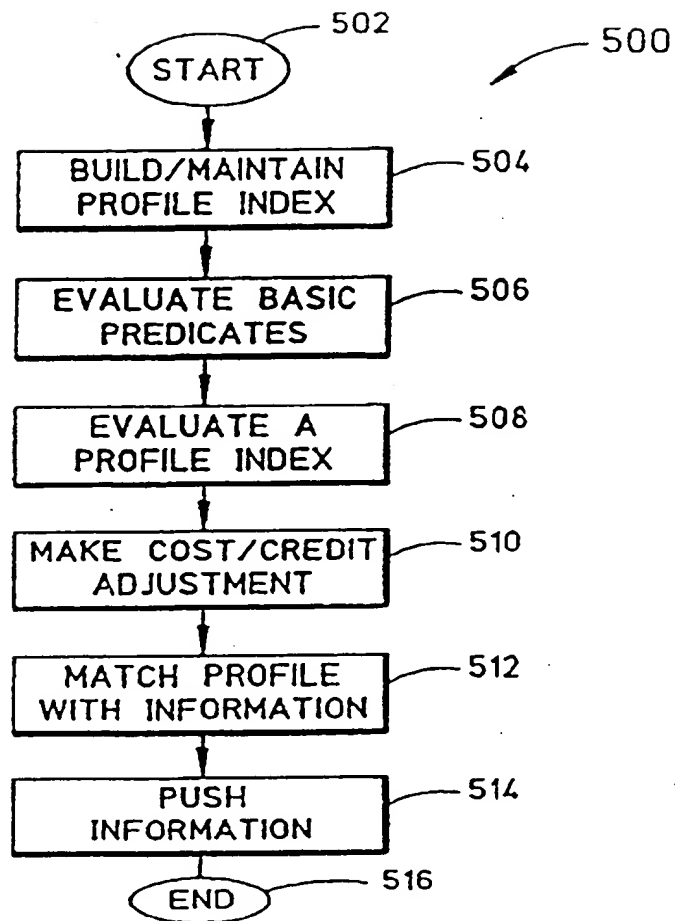 502
500
START
BUILD/MAINTAIN
PROFILE INDEX
504
EVALUATE BASIC
PREDICATES
506
EVALUATE A
PROFILE INDEX
508
MAKE COST/CREDIT
ADJUSTMENT
510
MATCH PROFILE
WITH INFORMATION
512
PUSH
INFORMATION
514
END
516